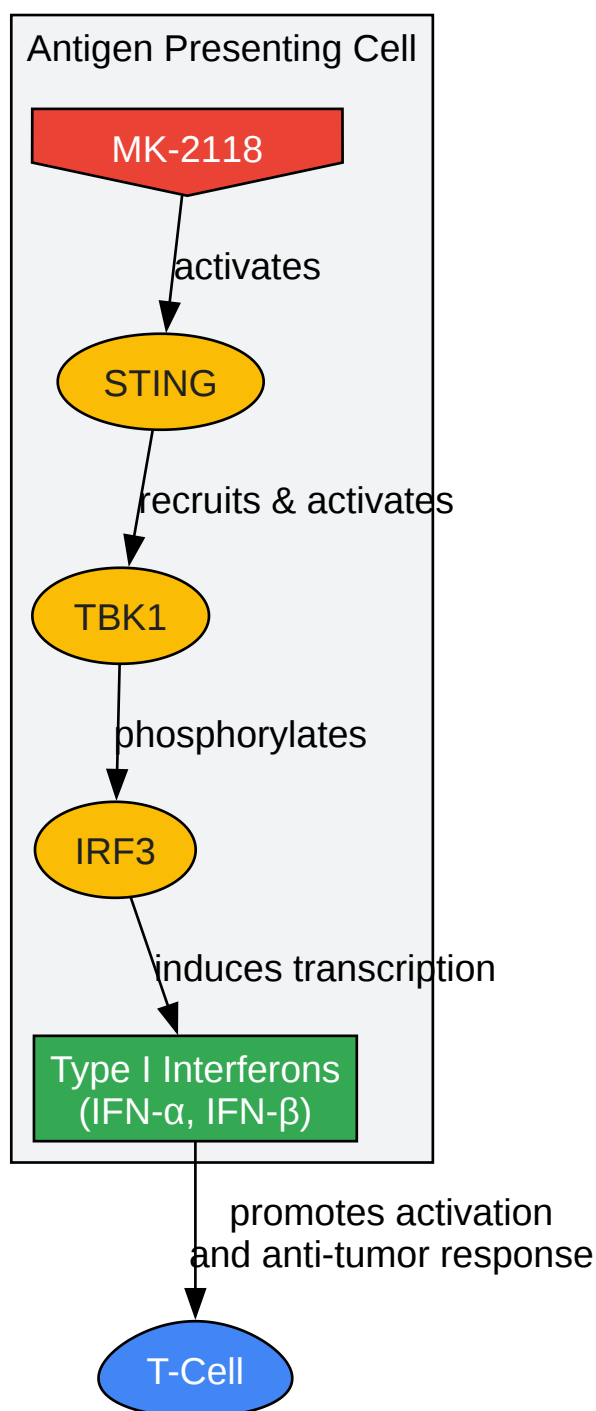 Antigen Presenting Cell
MK-2118
activates
STING
recruits & activates
TBK1
phosphorylates
IRF3
induces transcription
Type I Interferons
(IFN-α, IFN-β)
promotes activation
and anti-tumor response
T-Cell